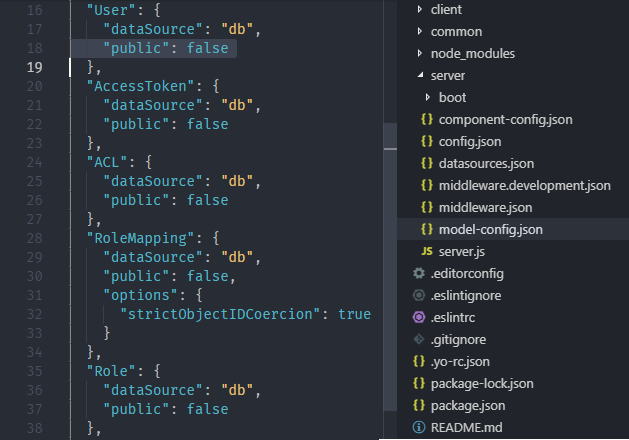 16 "User": {
17 "dataSource": "db",
18 "public": false
19 },
20 "AccessToken": {
21 "dataSource": "db",
22 "public": false
23 },
24 "ACL": {
25 "dataSource": "db",
26 "public": false
27 },
28 "RoleMapping": {
29 "dataSource": "db",
30 "public": false,
31 "options": {
32 "strictObjectIDCoercion": true
33 }
34 },
35 "Role": {
36 "dataSource": "db",
37 "public": false
38 },
client
common
node_modules
server
boot
{} component-config.json
{} config.json
{} datasources.json
{} middleware.development.json
{} middleware.json
{} model-config.json
JS server.js
.editorconfig
.eslintignore
.eslintrc
.gitignore
{} .yo-rc.json
{} package-lock.json
{} package.json
README.md